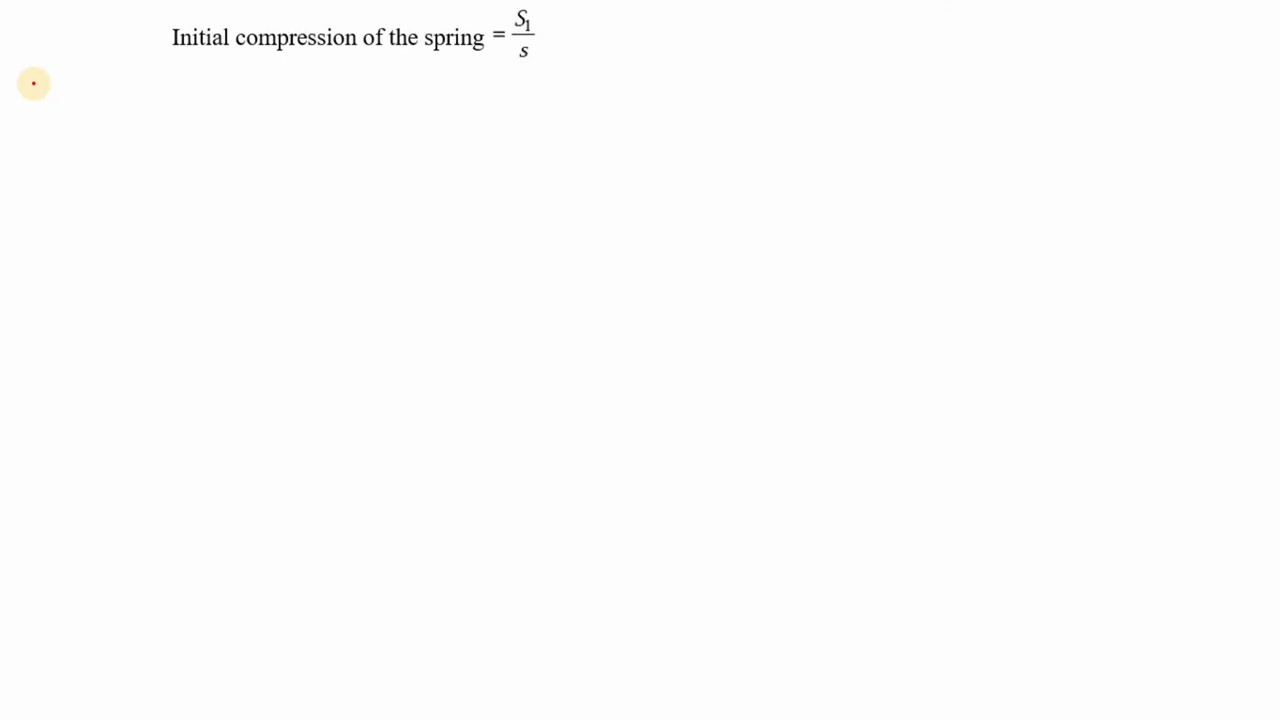 Initial compression of the spring = S₁/s